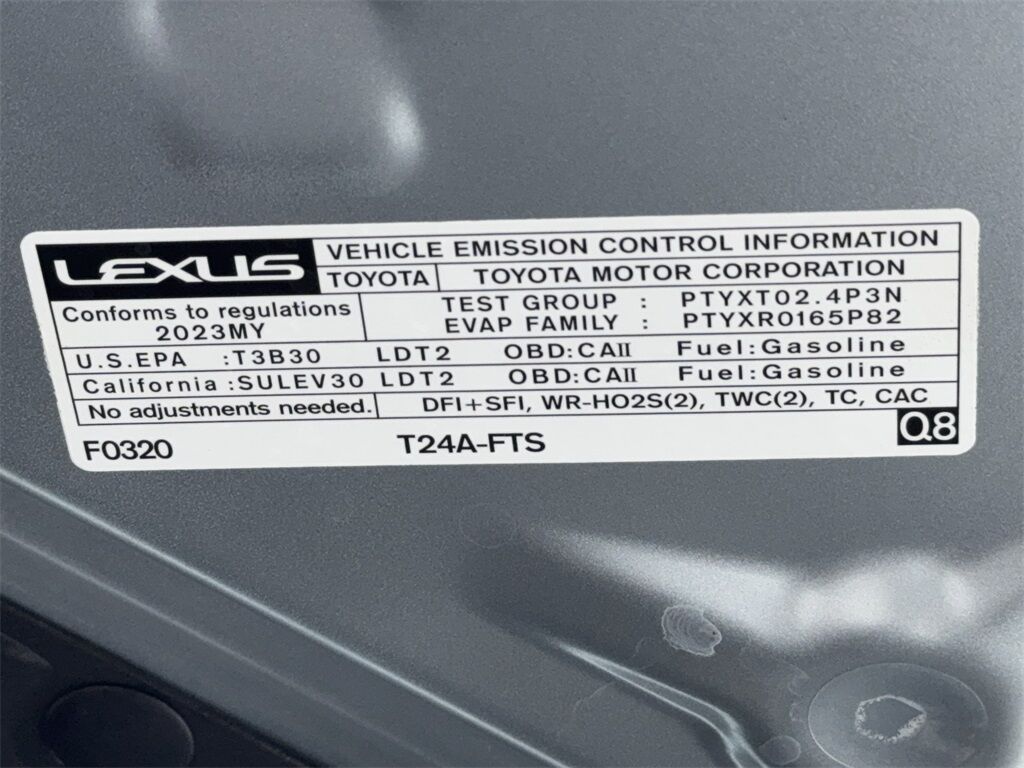 LEXUS VEHICLE EMISSION CONTROL INFORMATION
TOYOTA TOYOTA MOTOR CORPORATION
Conforms to regulations TEST GROUP : PTYXT02.4P3N
2023MY EVAP FAMILY : PTYXR0165P82
U.S.EPA :T3B30 LDT2 OBD:CAII Fuel:Gasoline
California :SULEV30 LDT2 OBD:CAII Fuel:Gasoline
No adjustments needed. DFI+SFI, WR-HO2S(2), TWC(2), TC, CAC
F0320 T24A-FTS Q8